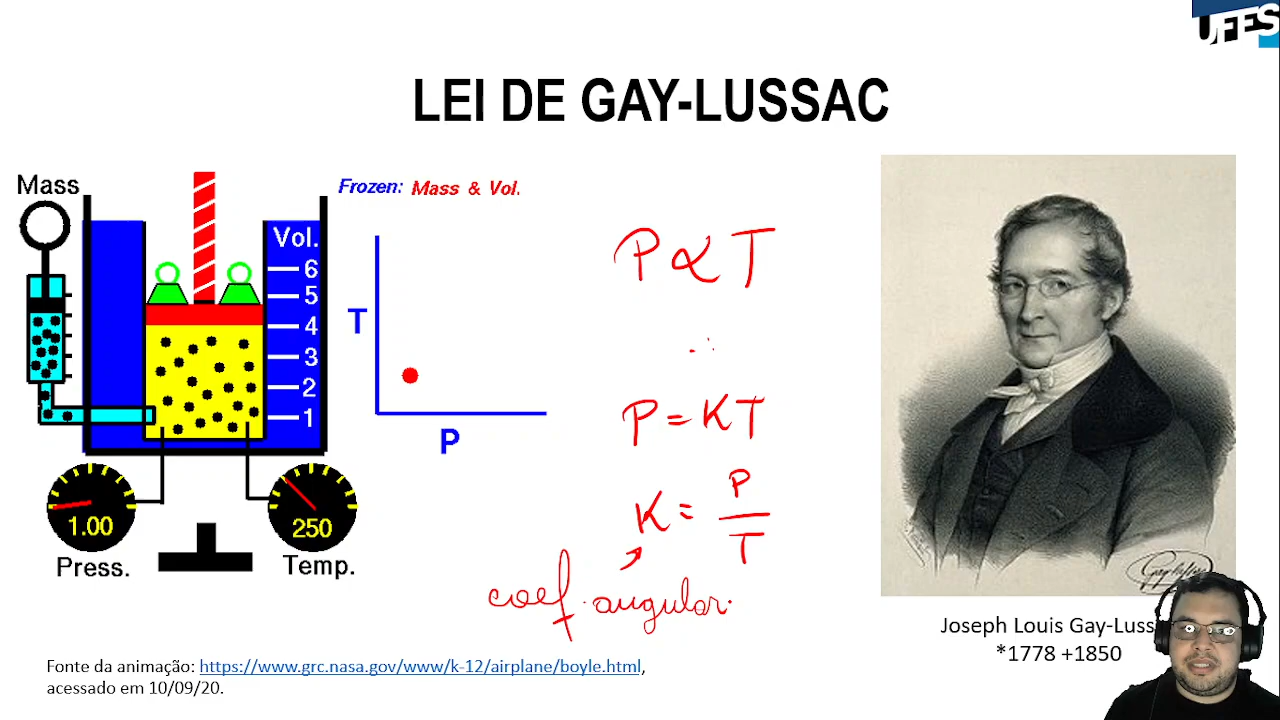 UFES
LEI DE GAY-LUSSAC
Mass
Frozen: Mass & Vol.
Vol.
6
5
4
3
2
1
T
P
1.00
250
Press.
Temp.
P ∝ T
∴
P = KT
K = P/T
coef. angular.
Joseph Louis Gay-Luss
*1778 +1850
Fonte da animação: https://www.grc.nasa.gov/www/k-12/airplane/boyle.html,
acessado em 10/09/20.